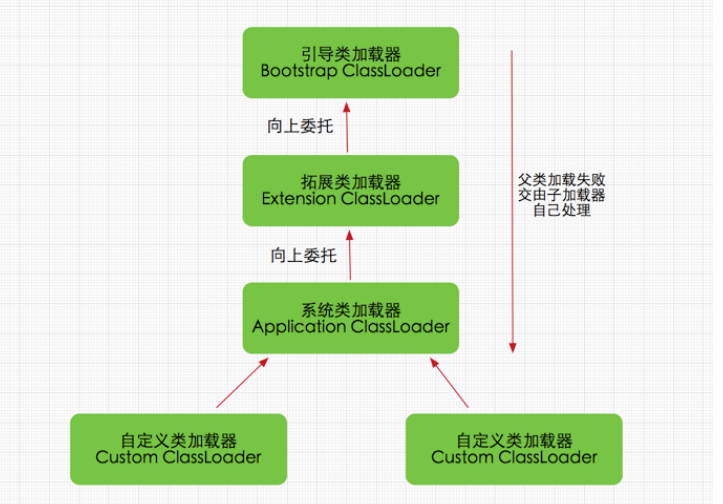 引导类加载器
Bootstrap ClassLoader
向上委托
拓展类加载器
Extension ClassLoader
父类加载失败
交由子加载器
自己处理
向上委托
系统类加载器
Application ClassLoader
自定义类加载器
Custom ClassLoader
自定义类加载器
Custom ClassLoader